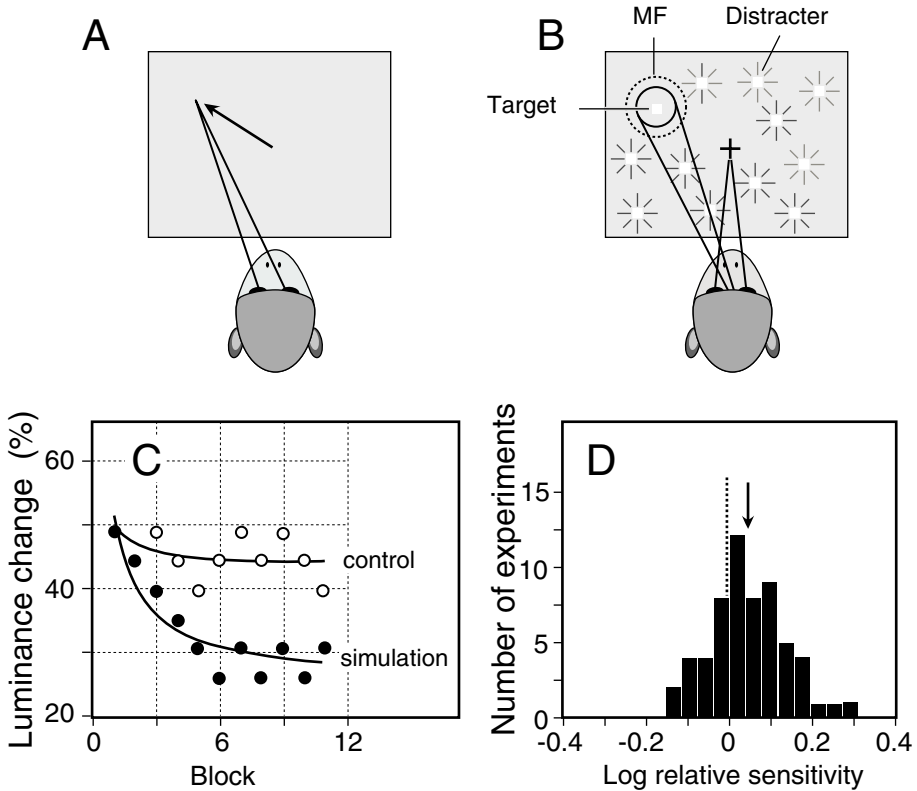 A
B
MF
Distracter
Target
C
Luminance change (%)
60
40
20
0
6
12
Block
control
simulation
D
Number of experiments
15
10
5
0
-0.4
-0.2
0
0.2
0.4
Log relative sensitivity